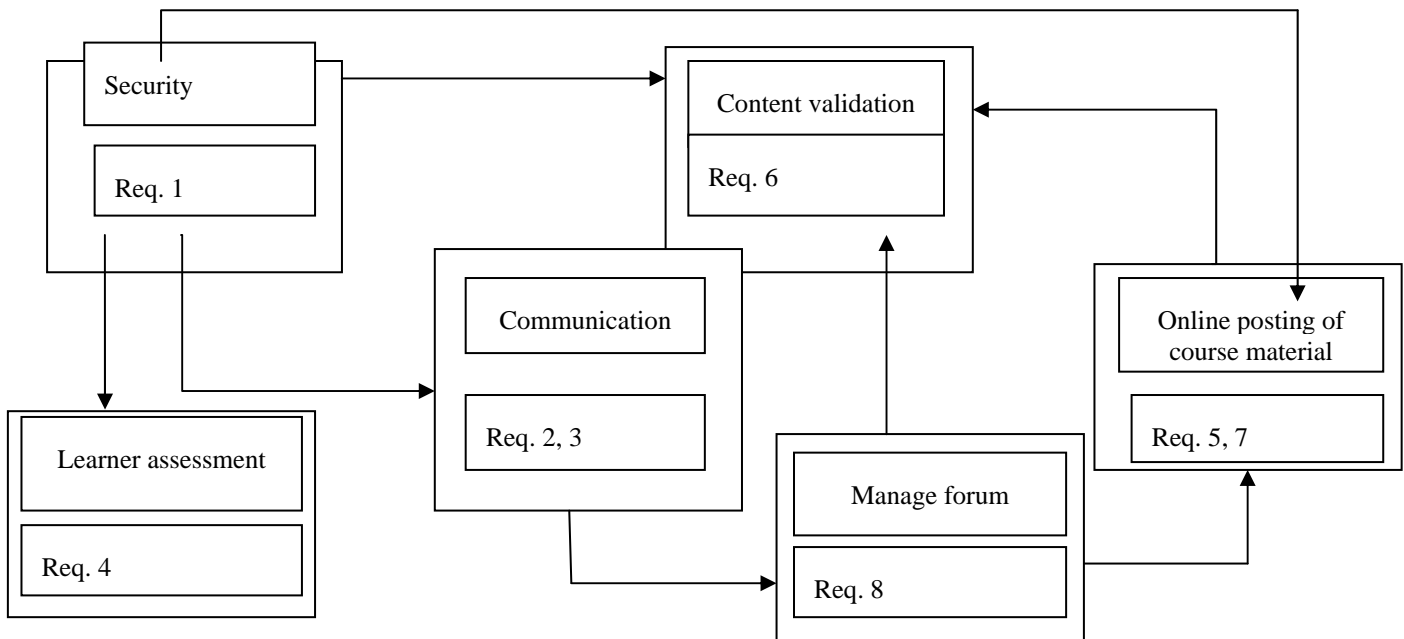 Security
Req. 1
Content validation
Req. 6
Communication
Req. 2, 3
Online posting of
course material
Req. 5, 7
Learner assessment
Req. 4
Manage forum
Req. 8